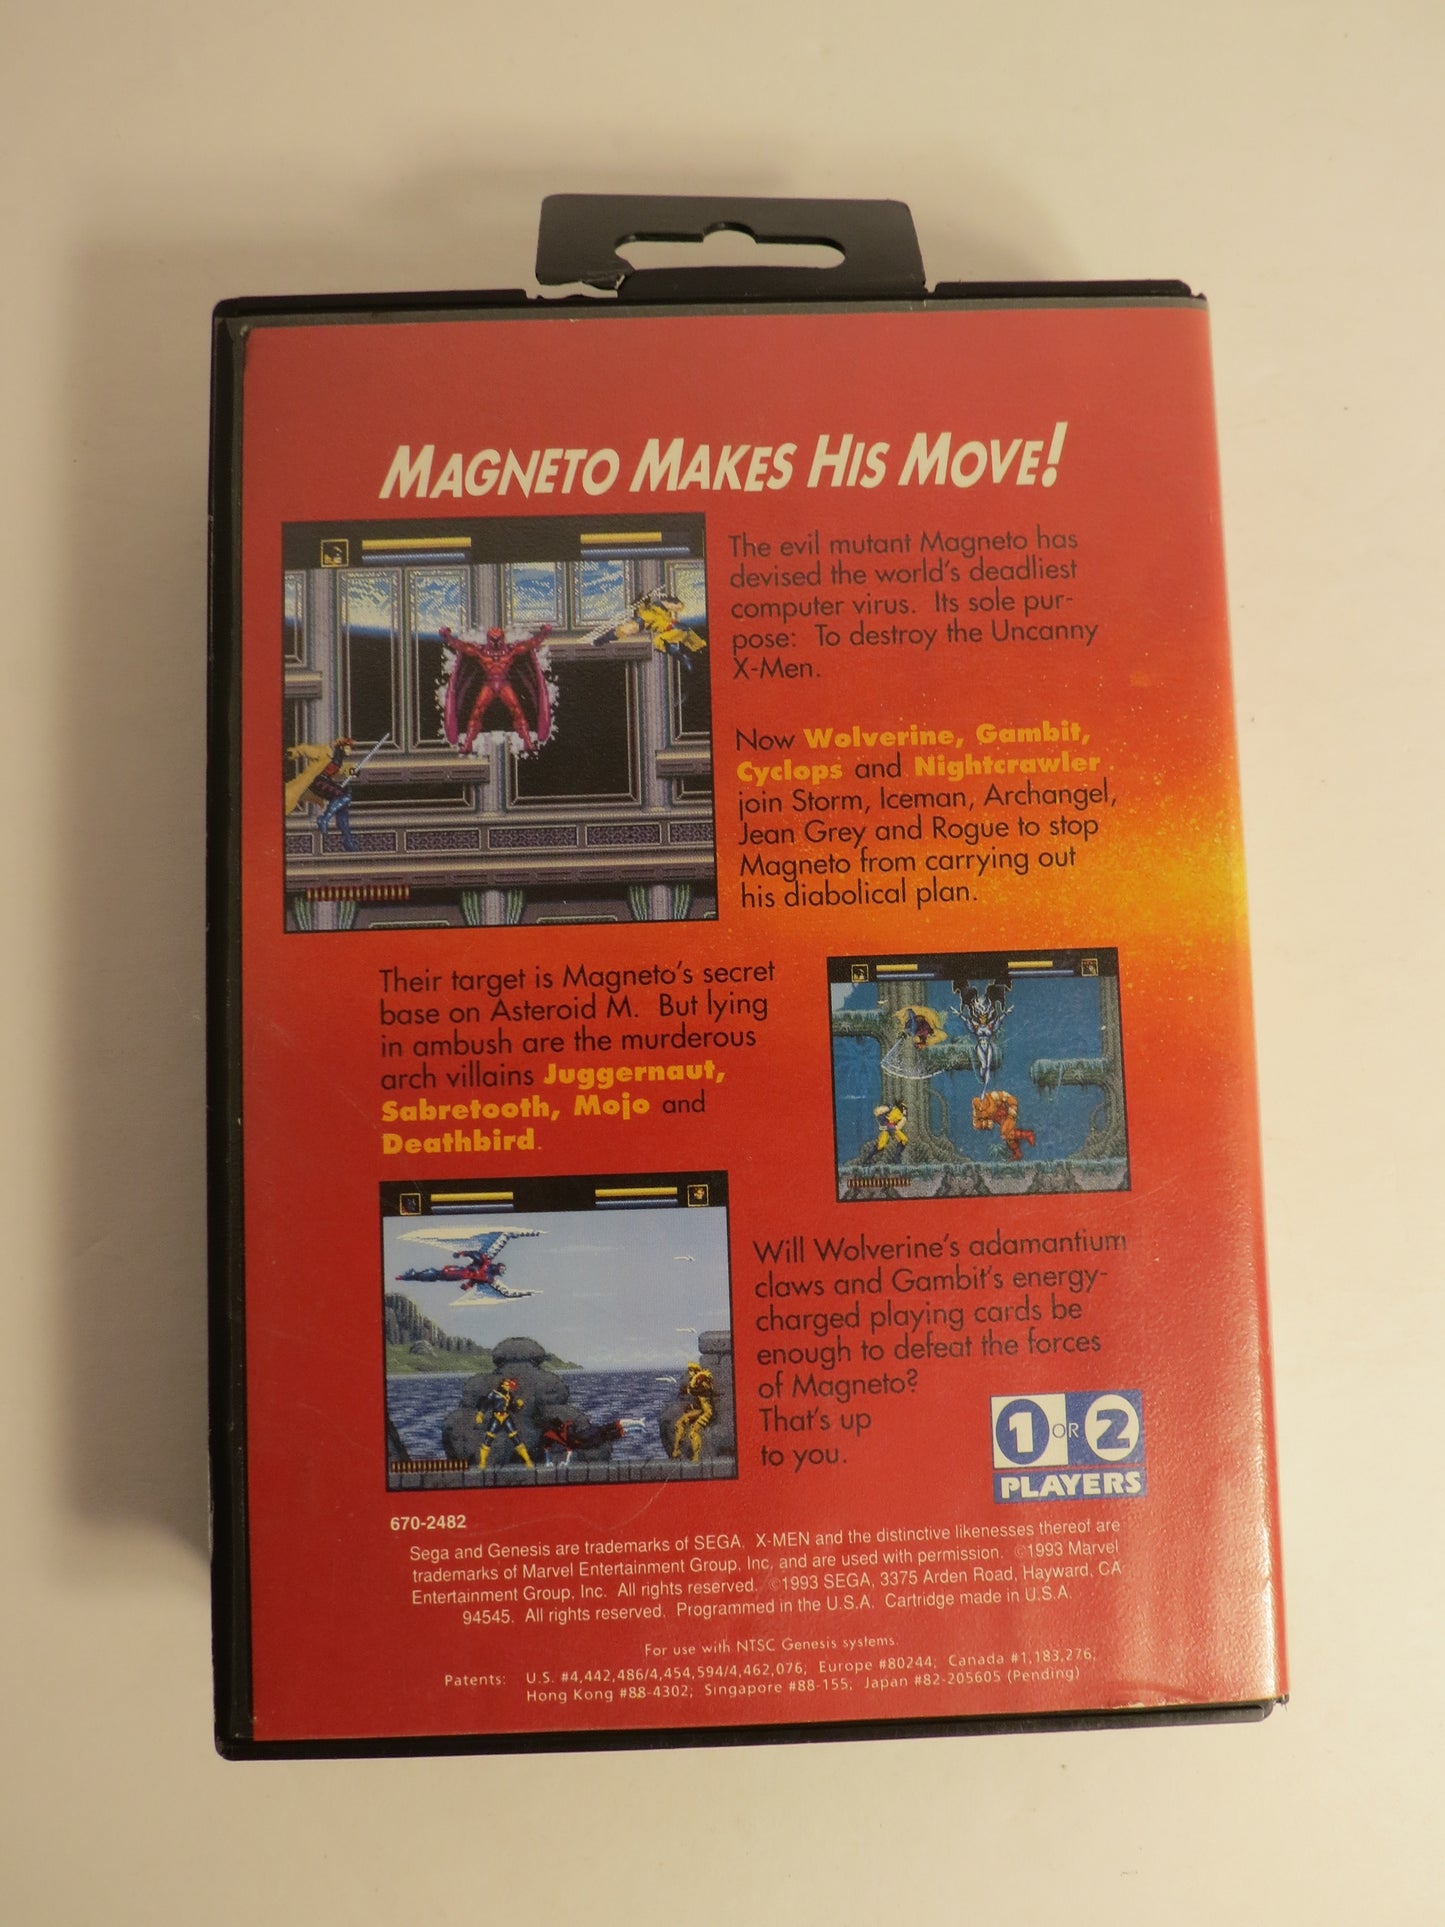 MAGNETO MAKES HIS MOVE!
The evil mutant Magneto has
devised the world's deadliest
computer virus. Its sole pur-
pose: To destroy the Uncanny
X-Men.
Now Wolverine, Gambit,
Cyclops and Nightcrawler
join Storm, Iceman, Archangel,
Jean Grey and Rogue to stop
Magneto from carrying out
his diabolical plan.
Their target is Magneto's secret
base on Asteroid M. But lying
in ambush are the murderous
arch villains Juggernaut,
Sabretooth, Mojo and
Deathbird.
Will Wolverine's adamantium
claws and Gambit's energy-
charged playing cards be
enough to defeat the forces
of Magneto?
That's up
to you.
1 OR 2
PLAYERS
670-2482
Sega and Genesis are trademarks of SEGA. X-MEN and the distinctive likenesses thereof are
trademarks of Marvel Entertainment Group, Inc. and are used with permission. ©1993 Marvel
Entertainment Group, Inc. All rights reserved. ©1993 SEGA, 3375 Arden Road, Hayward, CA
94545. All rights reserved. Programmed in the U.S.A. Cartridge made in U.S.A.
For use with NTSC Genesis systems.
Patents: U.S. #4,442,486/4,454,594/4,462,076; Europe #80244; Canada #1,183,276;
Hong Kong #88-4302; Singapore #88-155; Japan #82-205605 (Pending)